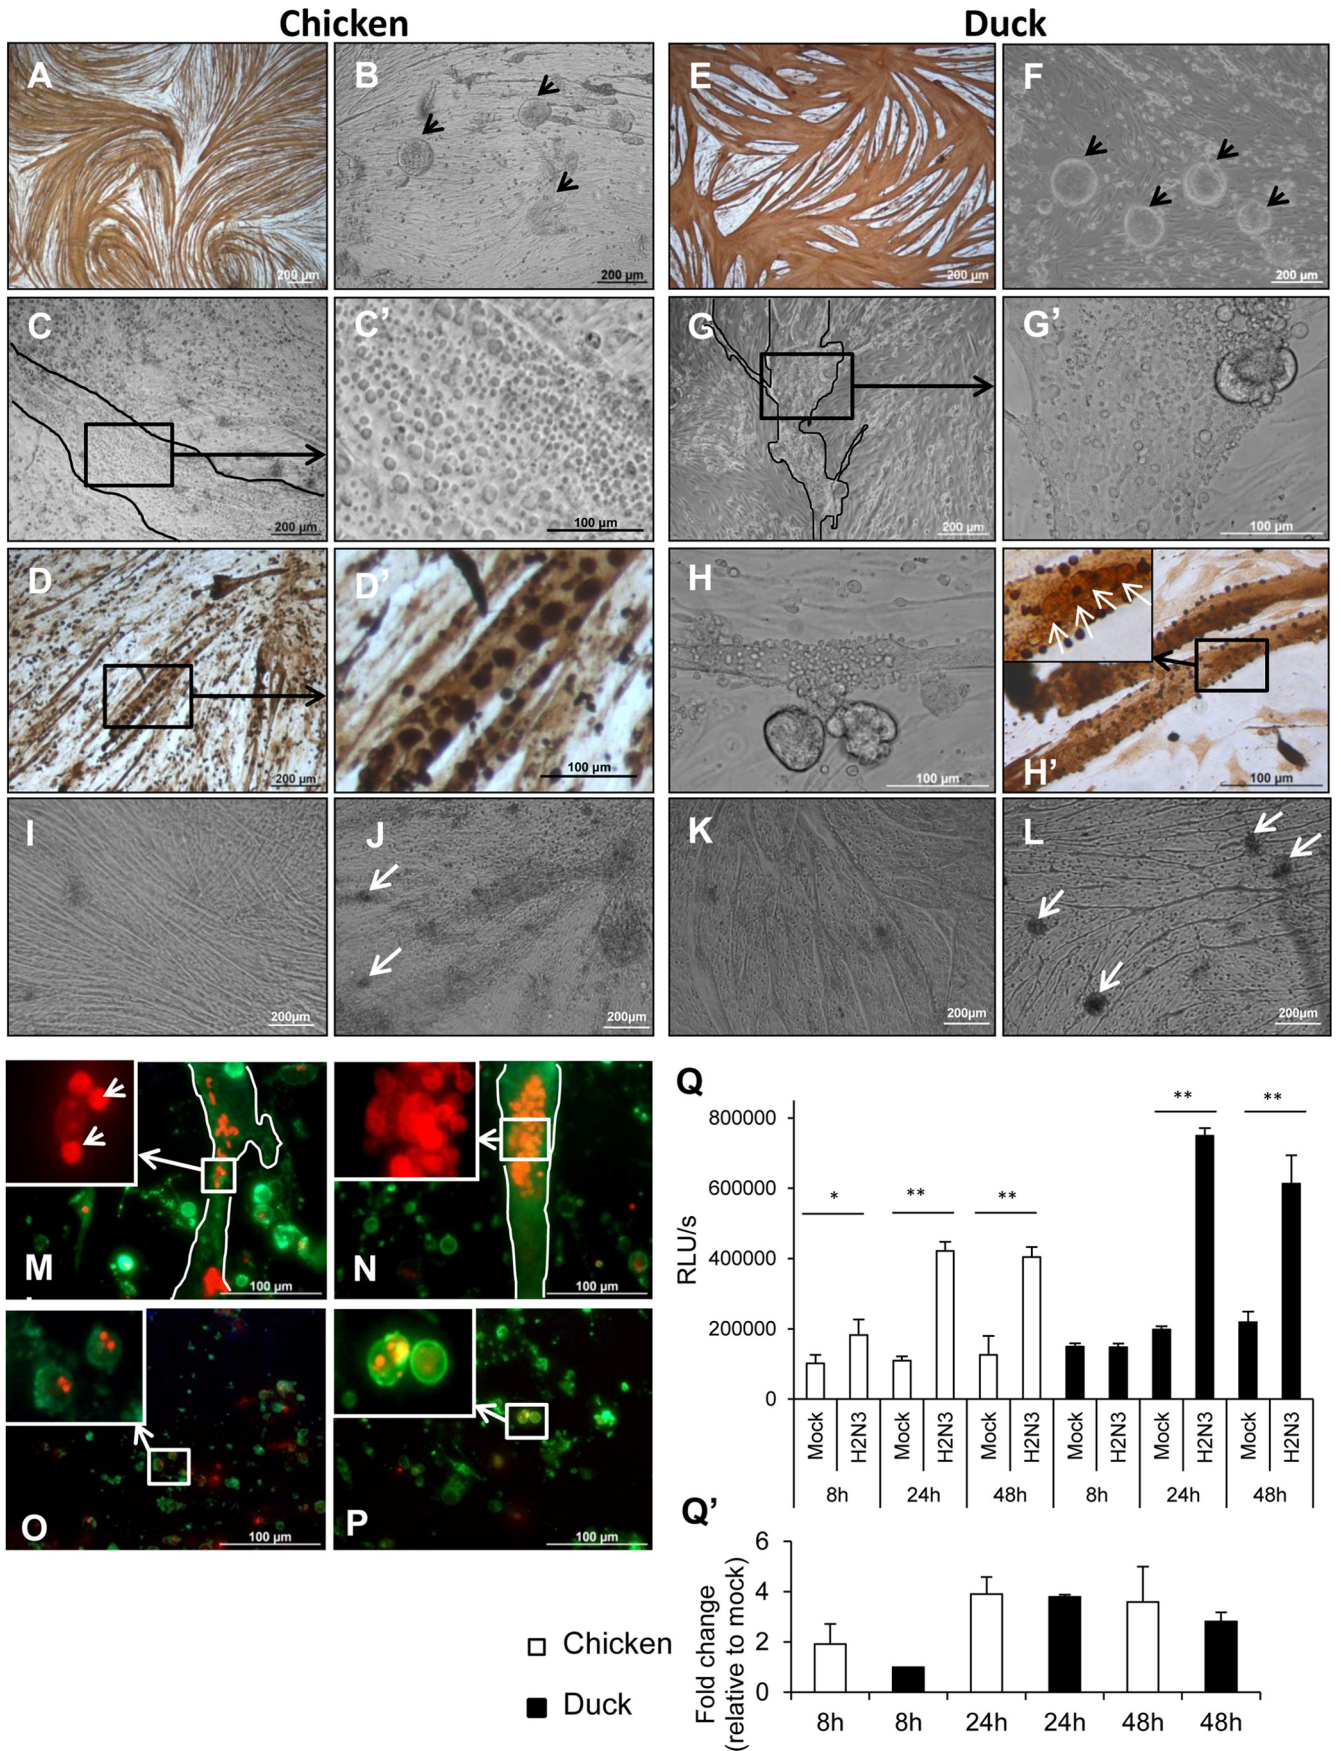 Chicken
Duck
A
200 µm
B
200 µm
E
200 µm
F
200 µm
C
200 µm
C’
100 µm
G
200 µm
G’
100 µm
D
200 µm
D’
100 µm
H
100 µm
H’
100 µm
I
200µm
J
200µm
K
200µm
L
200µm
M
100 µm
N
100 µm
O
100 µm
P
100 µm
Q
RLU/s
800000
600000
400000
200000
0
*
**
**
**
**
Mock H2N3 Mock H2N3 Mock H2N3 Mock H2N3 Mock H2N3 Mock H2N3
8h 24h 48h 8h 24h 48h
Q’
Fold change
(relative to mock)
6
4
2
0
8h 8h 24h 24h 48h 48h
Chicken
Duck